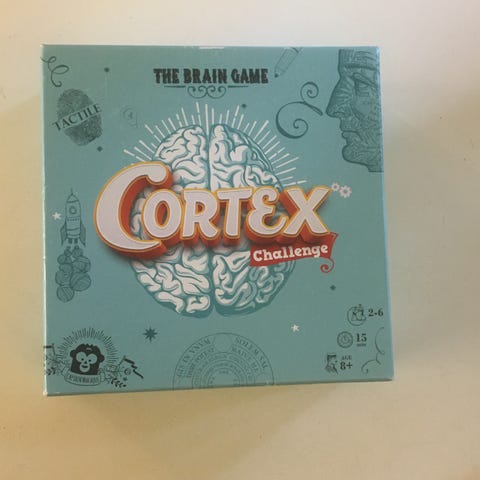 THE BRAIN GAME
TACTILE
CORTEX
Challenge
2-6
15
AGE
8+